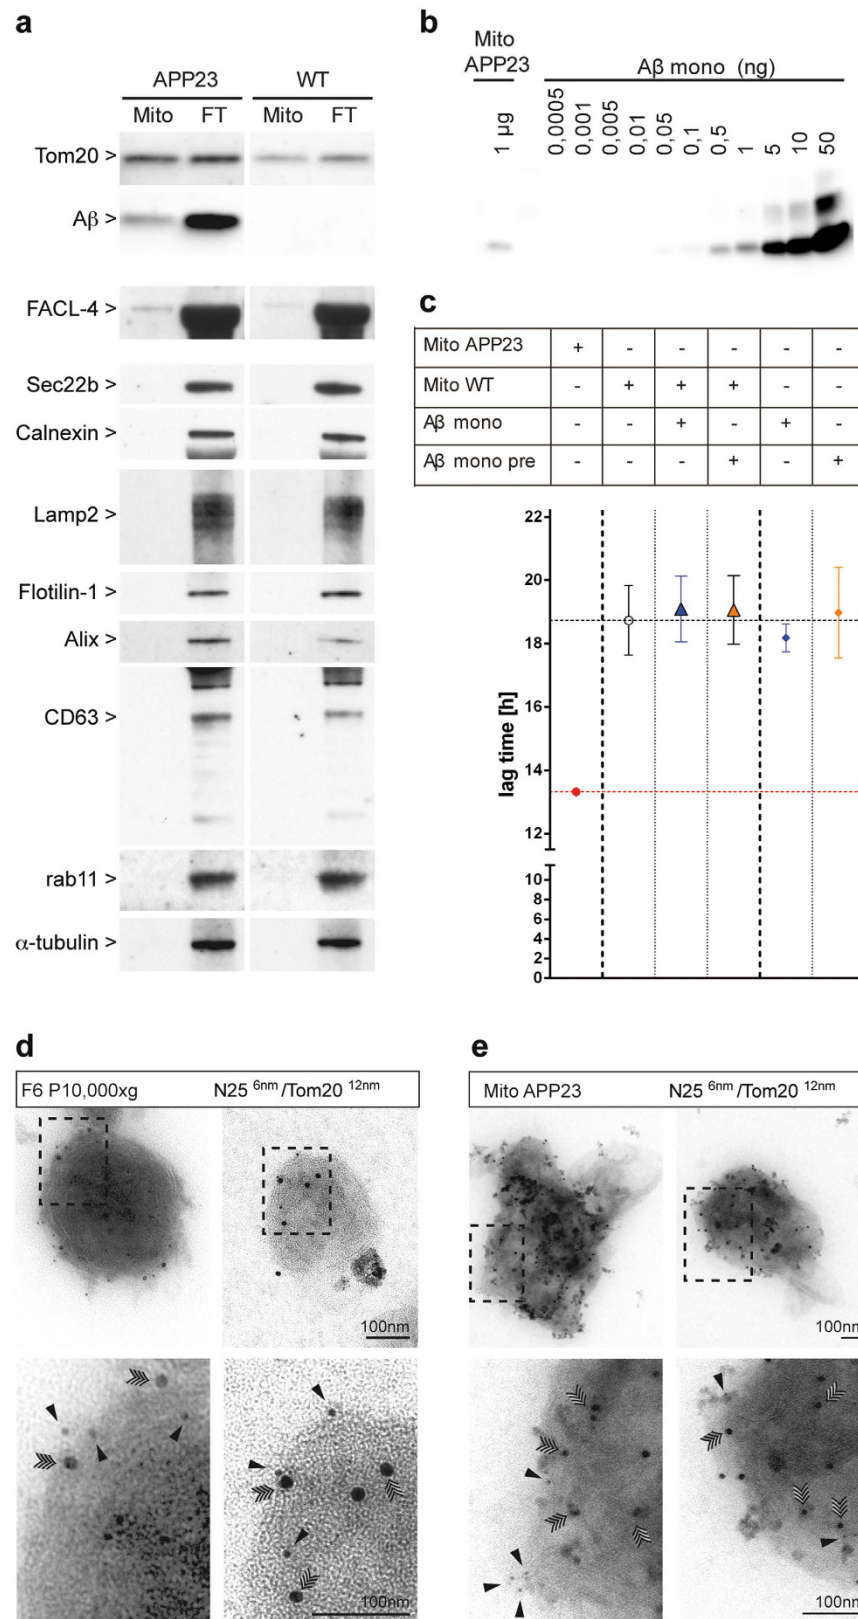 a
APP23 WT
Mito FT Mito FT
Tom20 >
Aβ >
FACL-4 >
Sec22b >
Calnexin >
Lamp2 >
Flotilin-1 >
Alix >
CD63 >
rab11 >
α-tubulin >
b
Mito
APP23
Aβ mono (ng)
1 µg
0,0005
0,001
0,005
0,01
0,05
0,1
0,5
1
5
10
50
c
Mito APP23 + - - - - -
Mito WT - + + + - -
Aβ mono - - + - + -
Aβ mono pre - - - + - +
lag time [h]
22
20
18
16
14
12
10
8
6
4
2
0
d
F6 P10,000xg N25 6nm/Tom20 12nm
100nm
100nm
e
Mito APP23 N25 6nm/Tom20 12nm
100nm
100nm